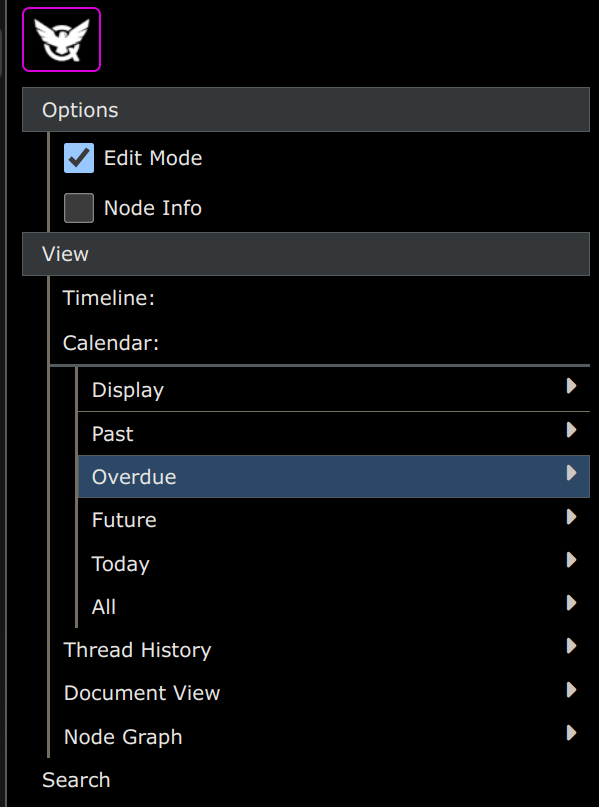 Options
Edit Mode
Node Info
View
Timeline:
Calendar:
Display
Past
Overdue
Future
Today
All
Thread History
Document View
Node Graph
Search